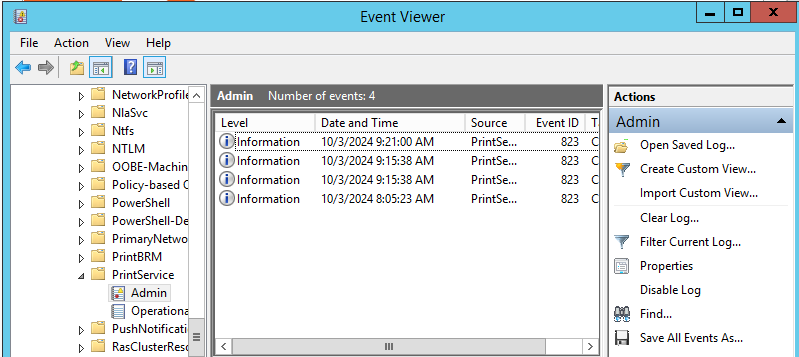 Event Viewer
File Action View Help
NetworkProfile
NlaSvc
Ntfs
NTLM
OOBE-Machin
Policy-based
PowerShell
PowerShell-De
PrimaryNetwo
PrintBRM
PrintService
Admin
Operationa
PushNotificati
RasClusterReso
Admin Number of events: 4
Level Date and Time Source Event ID
Information 10/3/2024 9:21:00 AM PrintSe... 823 C
Information 10/3/2024 9:15:38 AM PrintSe... 823 C
Information 10/3/2024 9:15:38 AM PrintSe... 823 C
Information 10/3/2024 8:05:23 AM PrintSe... 823 C
Actions
Admin
Open Saved Log...
Create Custom View...
Import Custom View...
Clear Log...
Filter Current Log...
Properties
Disable Log
Find...
Save All Events As...